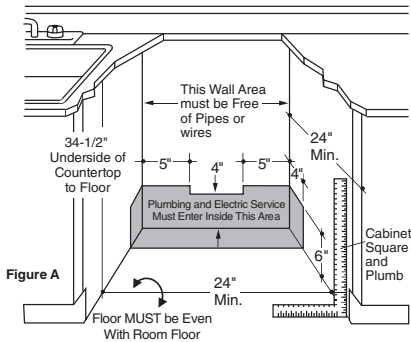 This Wall Area
must be Free
of Pipes or
wires
34-1/2"
Underside of
Countertop
to Floor
24"
Min.
5"
4"
5"
4"
Plumbing and Electric Service
Must Enter Inside This Area
6"
Cabinet
Square
and
Plumb
Figure A
24"
Min.
Floor MUST be Even
With Room Floor